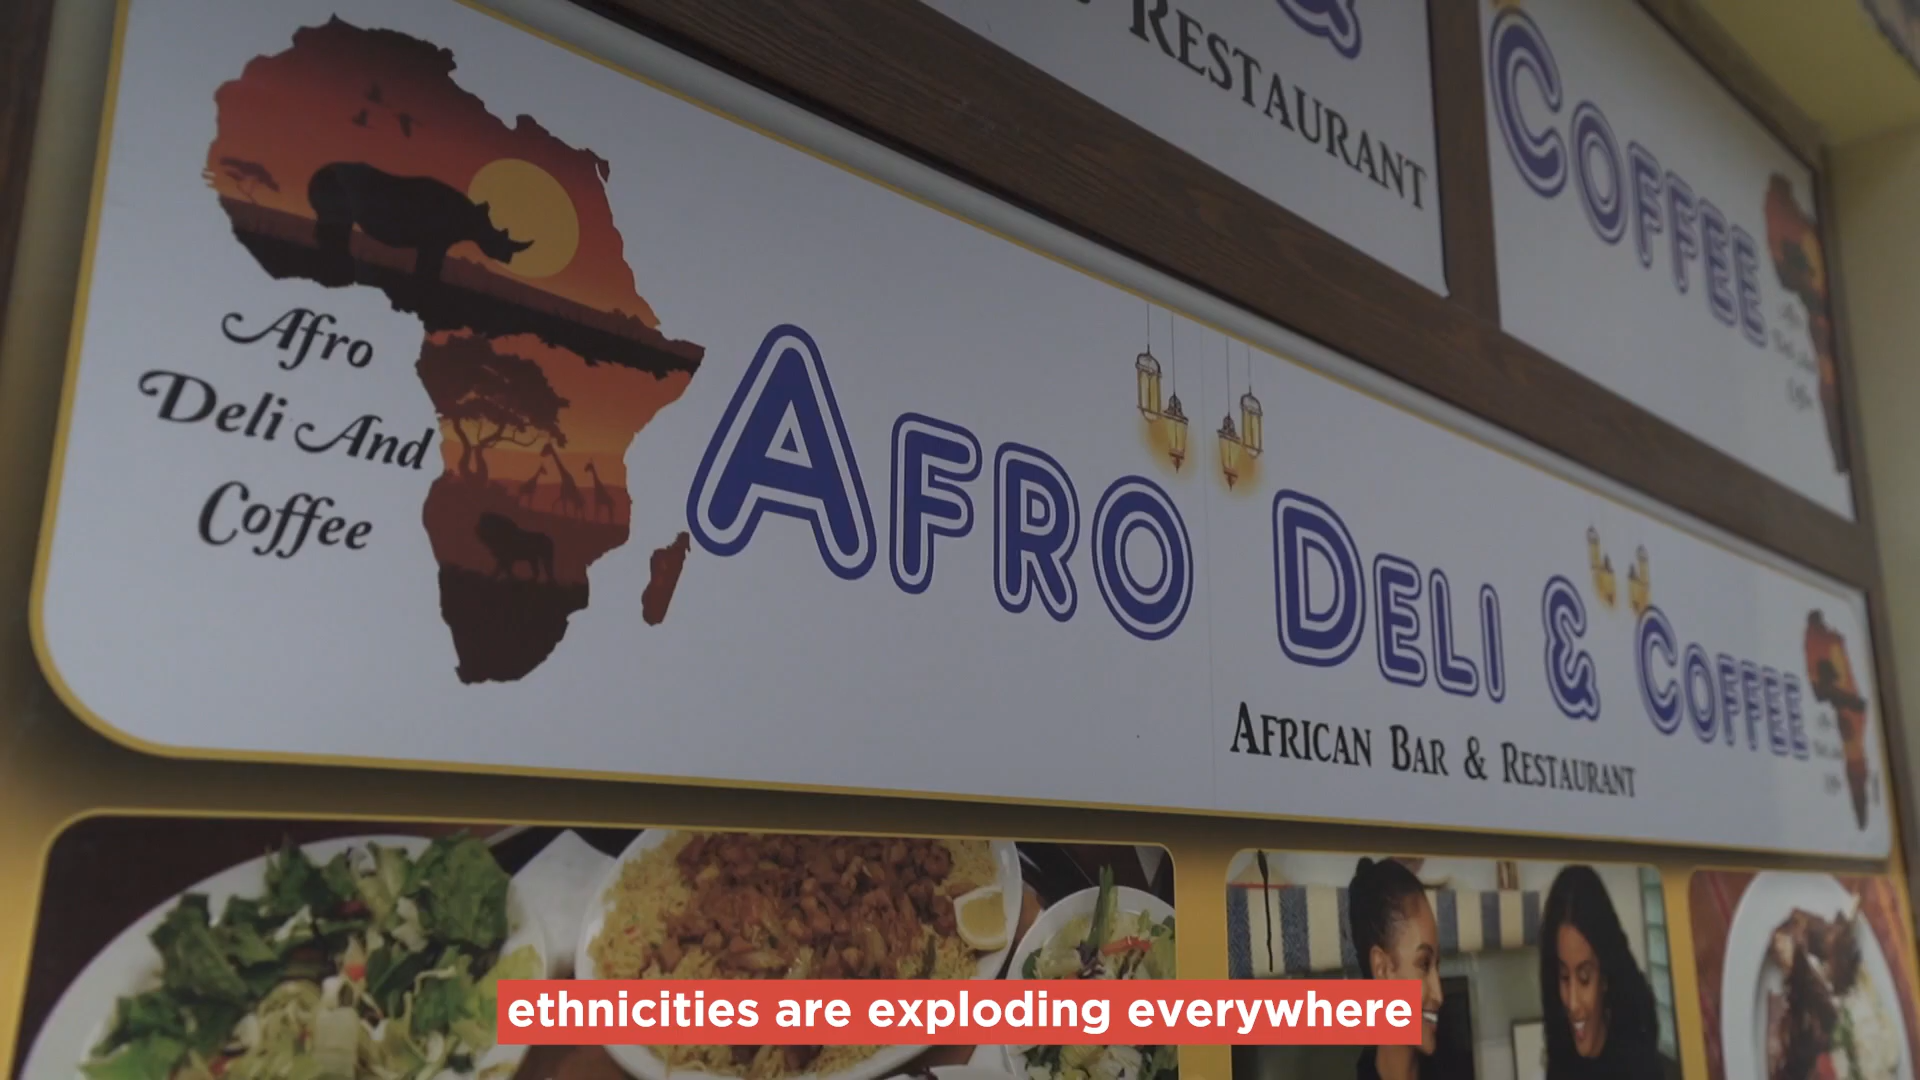 & RESTAURANT
COFFEE
Afro
Deli And
Coffee
AFRO DELI & COFFEE
AFRICAN BAR & RESTAURANT
ethnicities are exploding everywhere